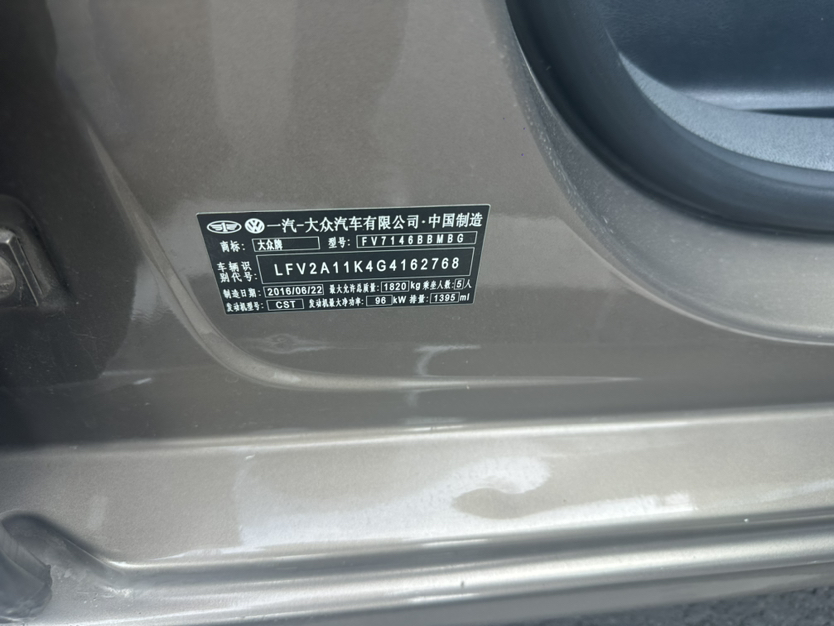 一汽-大众汽车有限公司·中国制造
商标: 大众牌 型号: FV7146BBMBG
车辆识别代号: LFV2A11K4G4162768
制造日期: 2016/06/22 最大允许总质量: 1820 kg 乘坐人数: 5 人
发动机型号: CST 发动机最大净功率: 96 kW 排量: 1395 ml